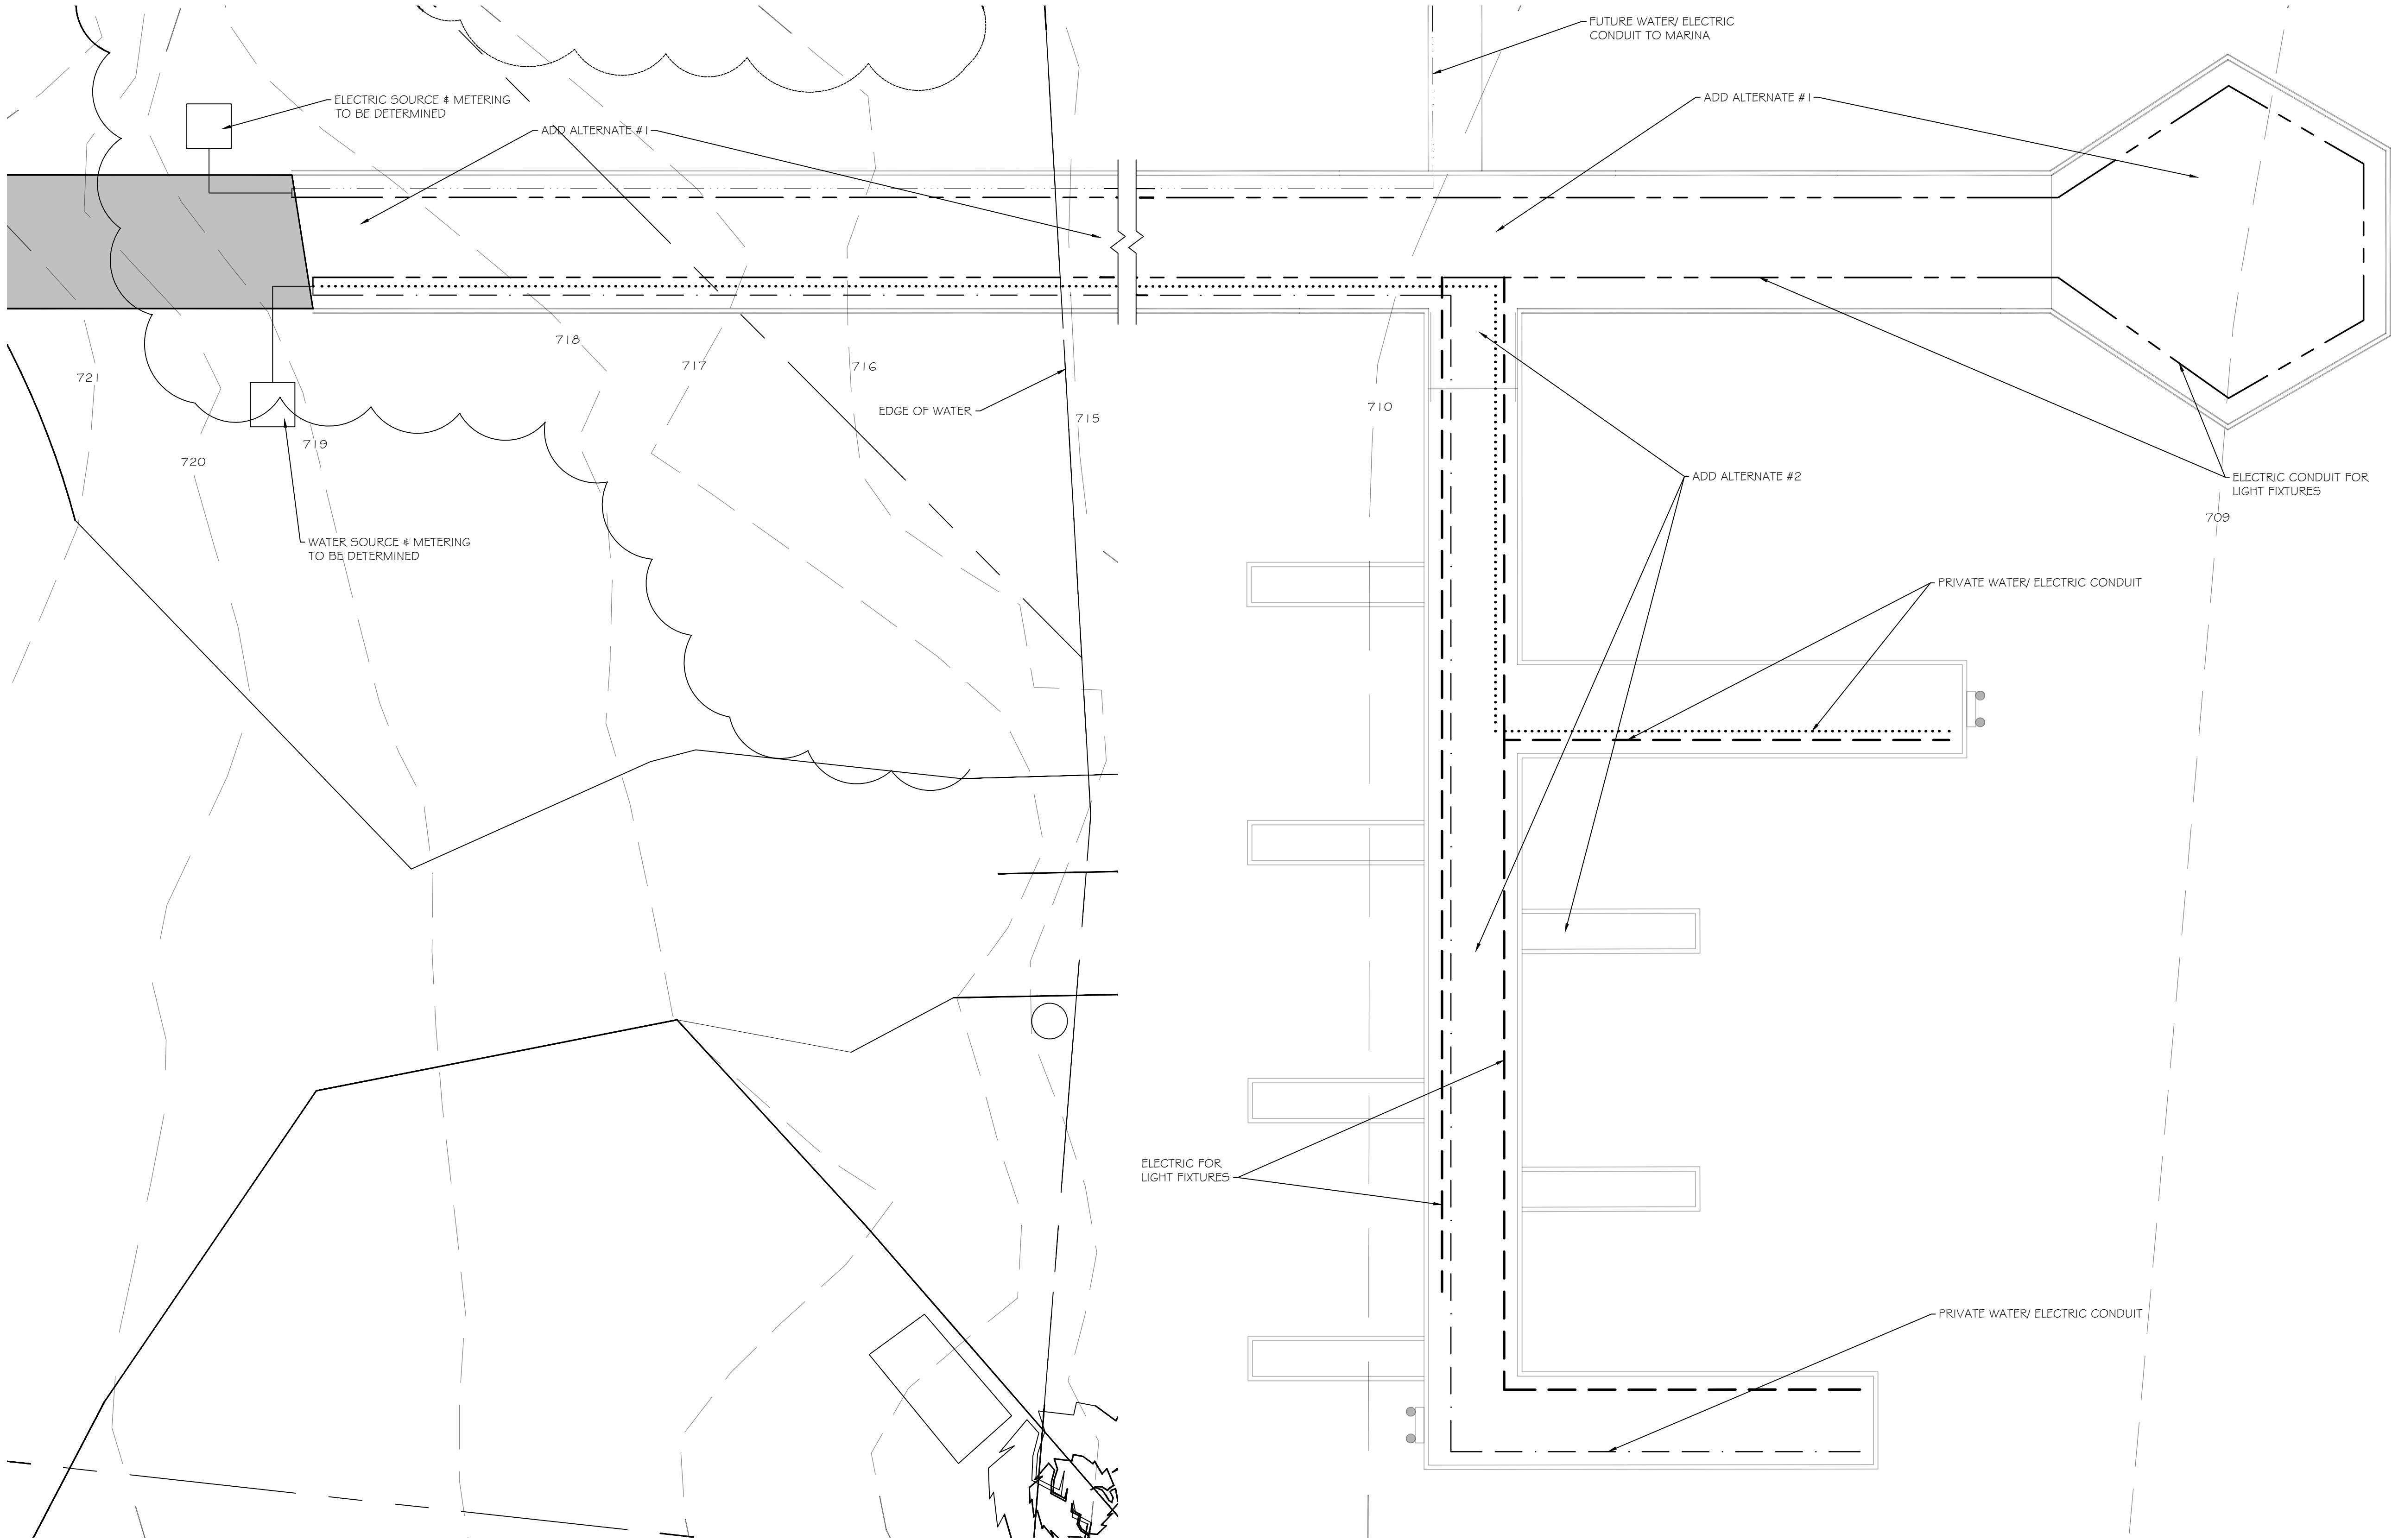 FUTURE WATER/ ELECTRIC
CONDUIT TO MARINA
ELECTRIC SOURCE & METERING
TO BE DETERMINED
ADD ALTERNATE #1
ADD ALTERNATE #1
718
717
716
721
EDGE OF WATER
715
710
719
720
ADD ALTERNATE #2
ELECTRIC CONDUIT FOR
LIGHT FIXTURES
709
WATER SOURCE & METERING
TO BE DETERMINED
PRIVATE WATER/ ELECTRIC CONDUIT
ELECTRIC FOR
LIGHT FIXTURES
PRIVATE WATER/ ELECTRIC CONDUIT